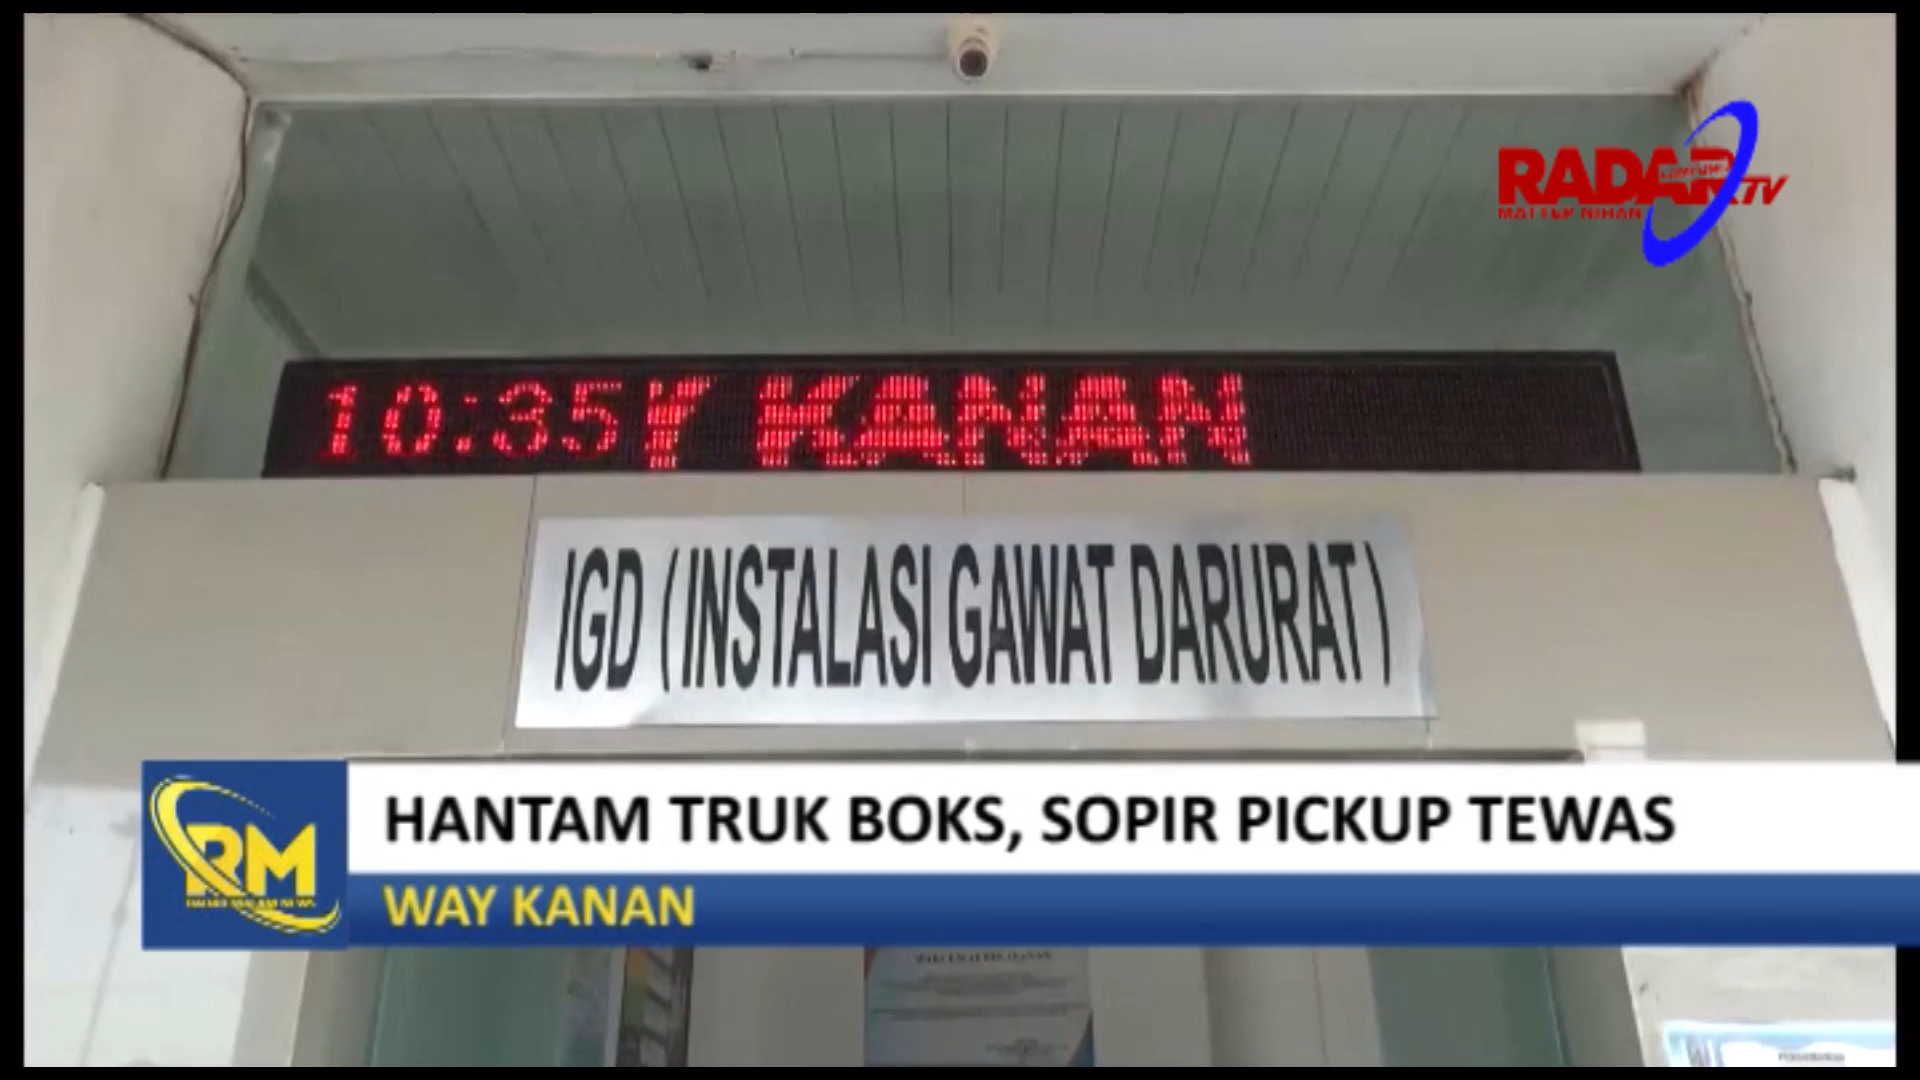 RADAR TV
10:35Y KANAN
IGD (INSTALASI GAWAT DARURAT)
HANTAM TRUK BOKS, SOPIR PICKUP TEWAS
RM
WAY KANAN